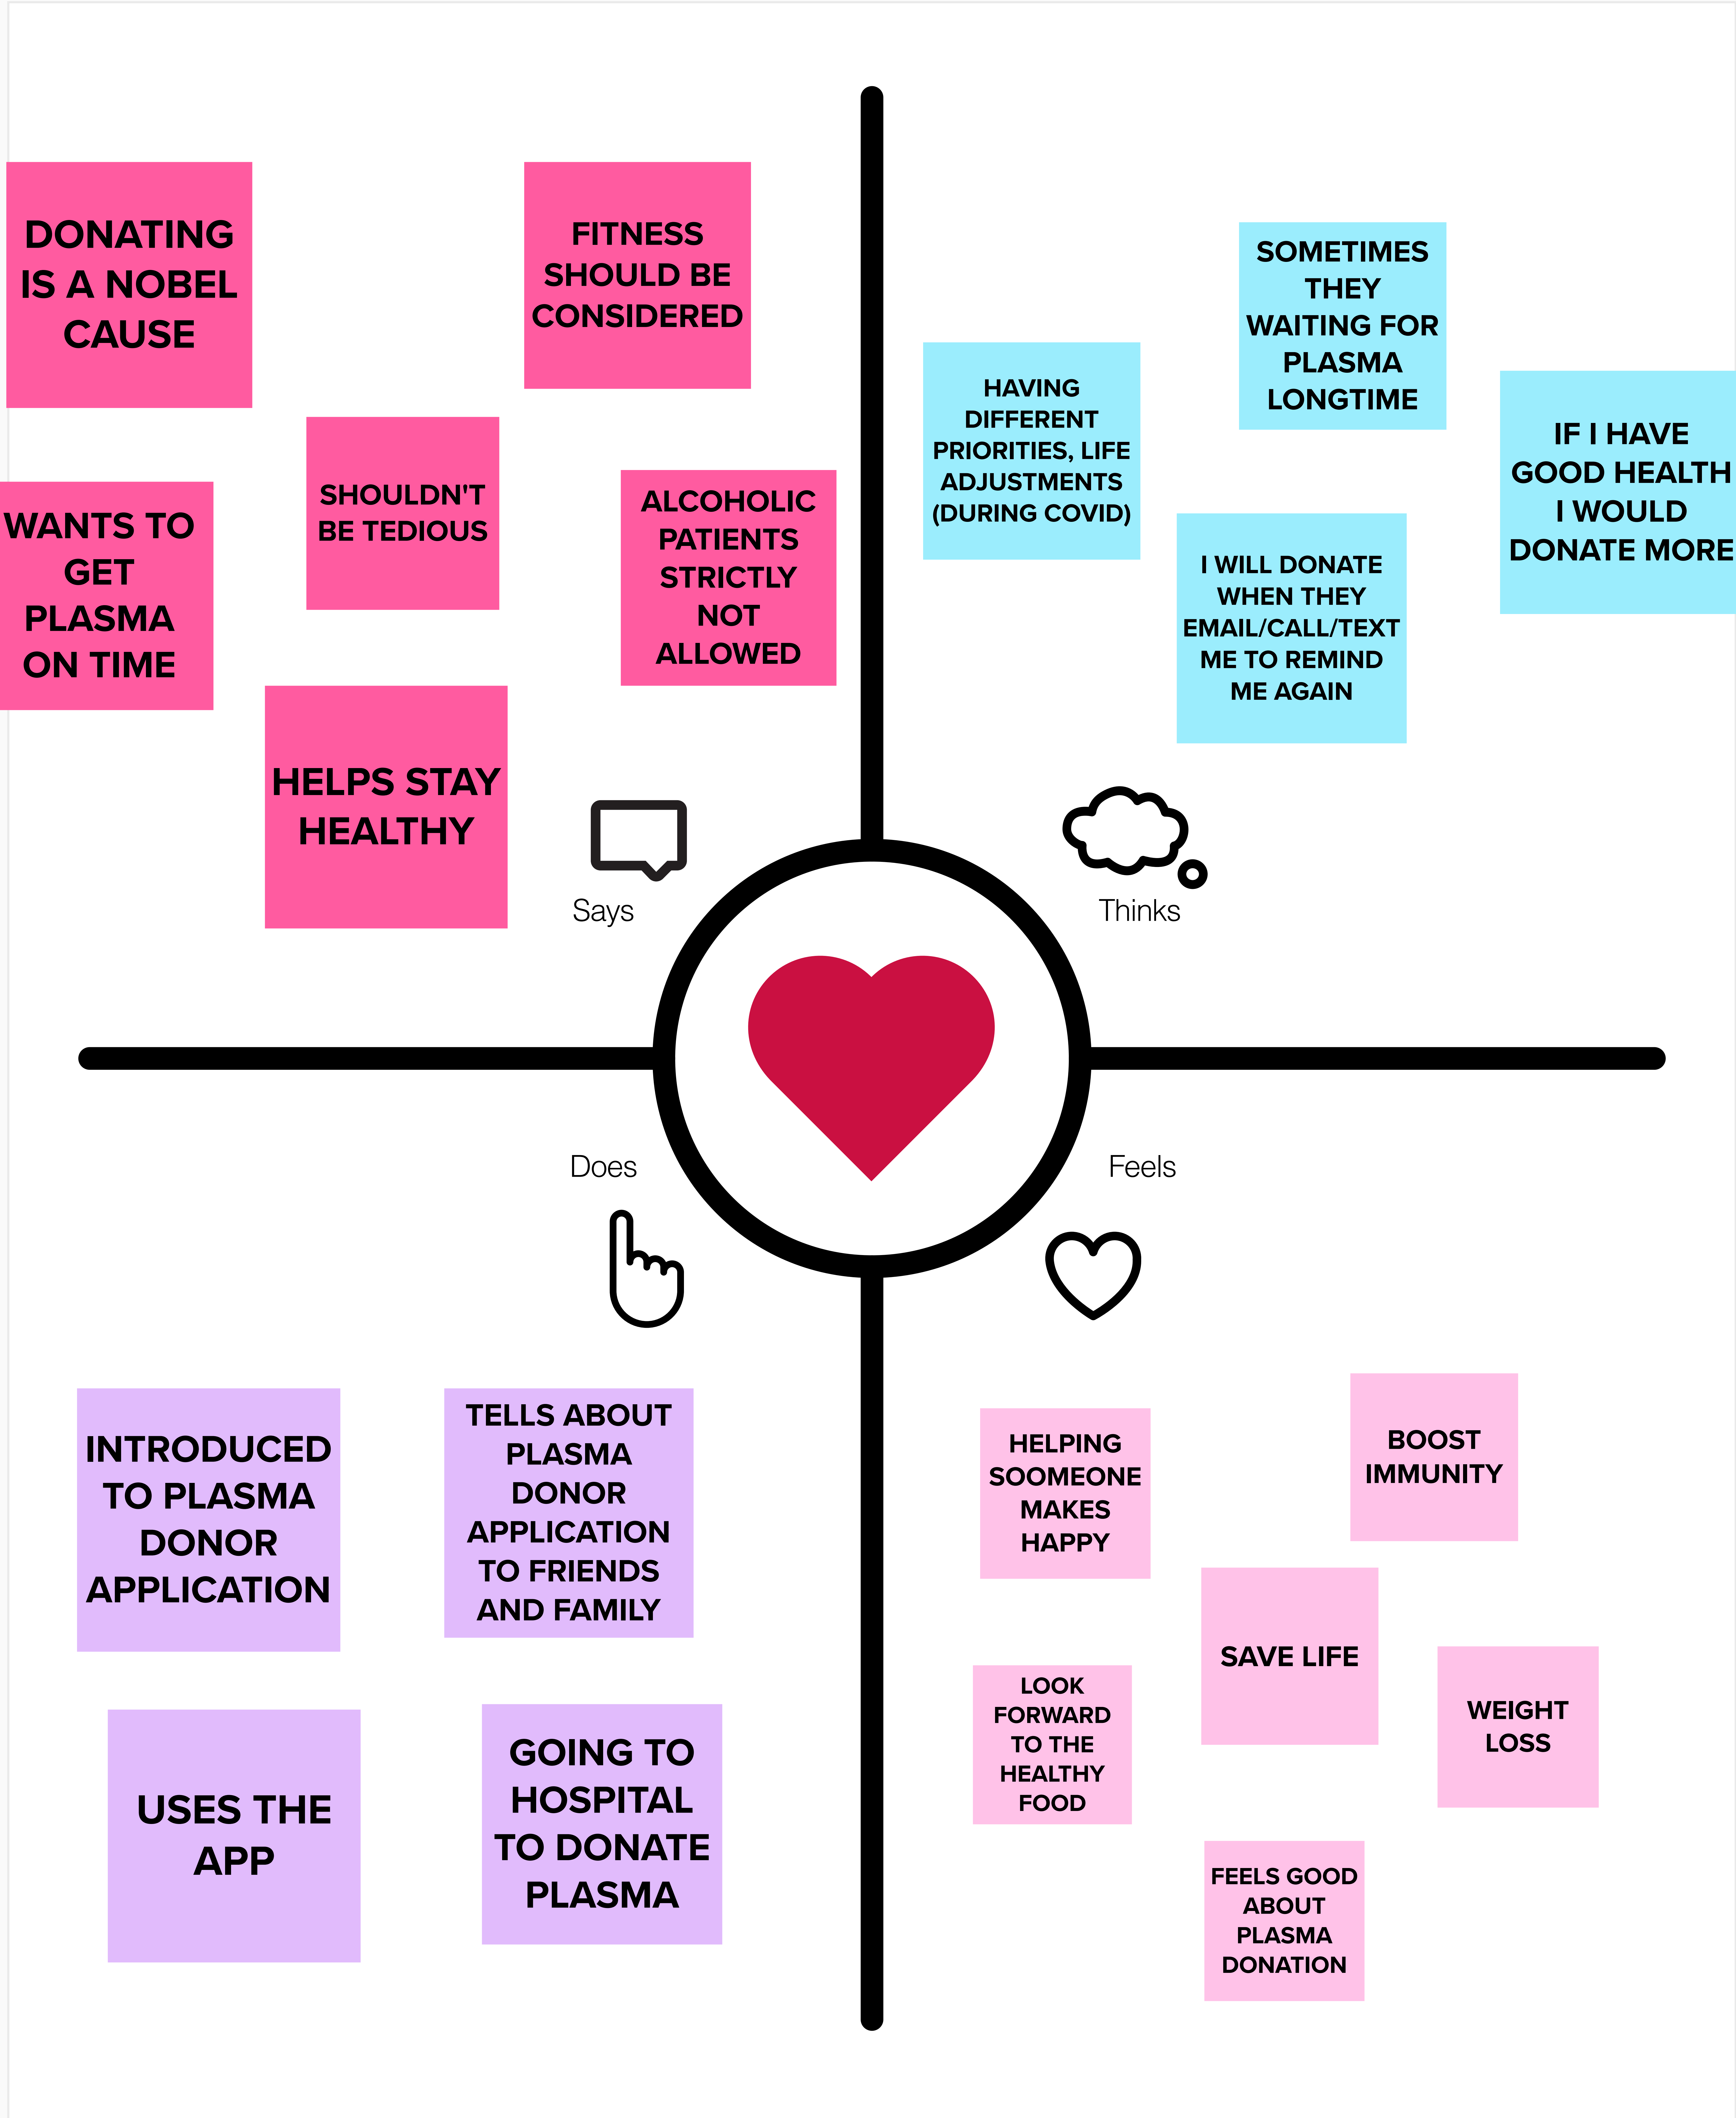 DONATING
IS A NOBEL
CAUSE
FITNESS
SHOULD BE
CONSIDERED
SHOULDN'T
BE TEDIOUS
WANTS TO
GET
PLASMA
ON TIME
ALCOHOLIC
PATIENTS
STRICTLY
NOT
ALLOWED
HELPS STAY
HEALTHY
Says
SOMETIMES
THEY
WAITING FOR
PLASMA
LONGTIME
HAVING
DIFFERENT
PRIORITIES, LIFE
ADJUSTMENTS
(DURING COVID)
IF I HAVE
GOOD HEALTH
I WOULD
DONATE MORE
I WILL DONATE
WHEN THEY
EMAIL/CALL/TEXT
ME TO REMIND
ME AGAIN
Thinks
Does
INTRODUCED
TO PLASMA
DONOR
APPLICATION
TELLS ABOUT
PLASMA
DONOR
APPLICATION
TO FRIENDS
AND FAMILY
USES THE
APP
GOING TO
HOSPITAL
TO DONATE
PLASMA
Feels
HELPING
SOOMEONE
MAKES
HAPPY
BOOST
IMMUNITY
SAVE LIFE
LOOK
FORWARD
TO THE
HEALTHY
FOOD
WEIGHT
LOSS
FEELS GOOD
ABOUT
PLASMA
DONATION